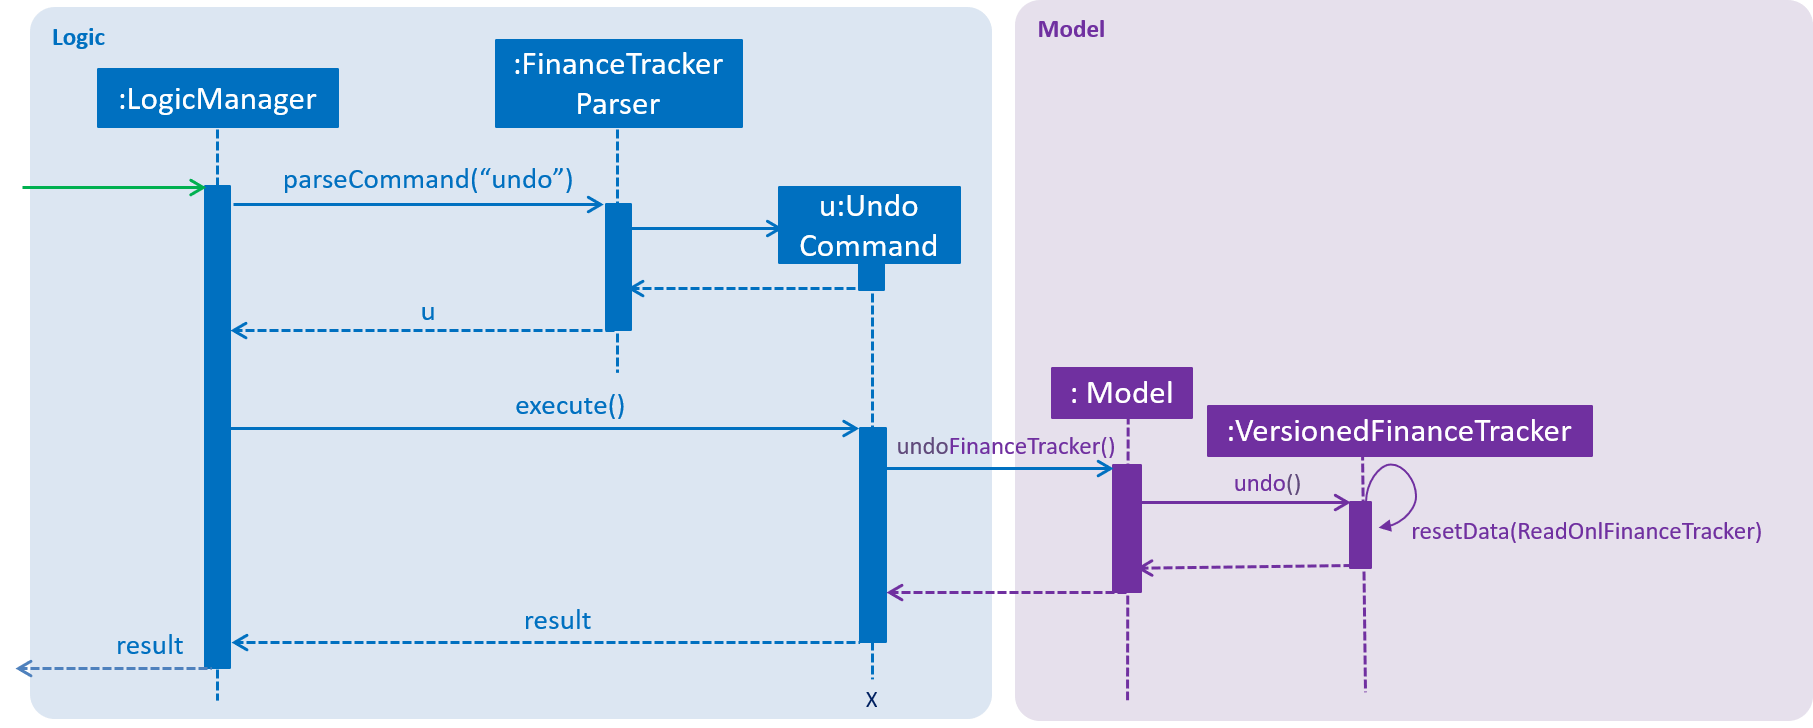 Logic
Model
:LogicManager
:FinanceTracker
Parser
parseCommand(“undo”)
u:Undo
Command
u
execute()
: Model
:VersionedFinanceTracker
undoFinanceTracker()
undo()
resetData(ReadOnlFinanceTracker)
result
result
X